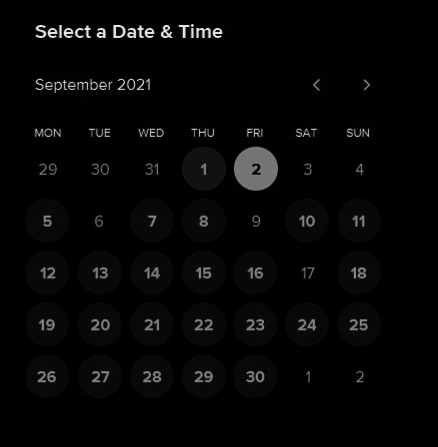 Select a Date & Time
September 2021
MON TUE WED THU FRI SAT SUN
29 30 31 1 2 3 4
5 6 7 8 9 10 11
12 13 14 15 16 17 18
19 20 21 22 23 24 25
26 27 28 29 30 1 2